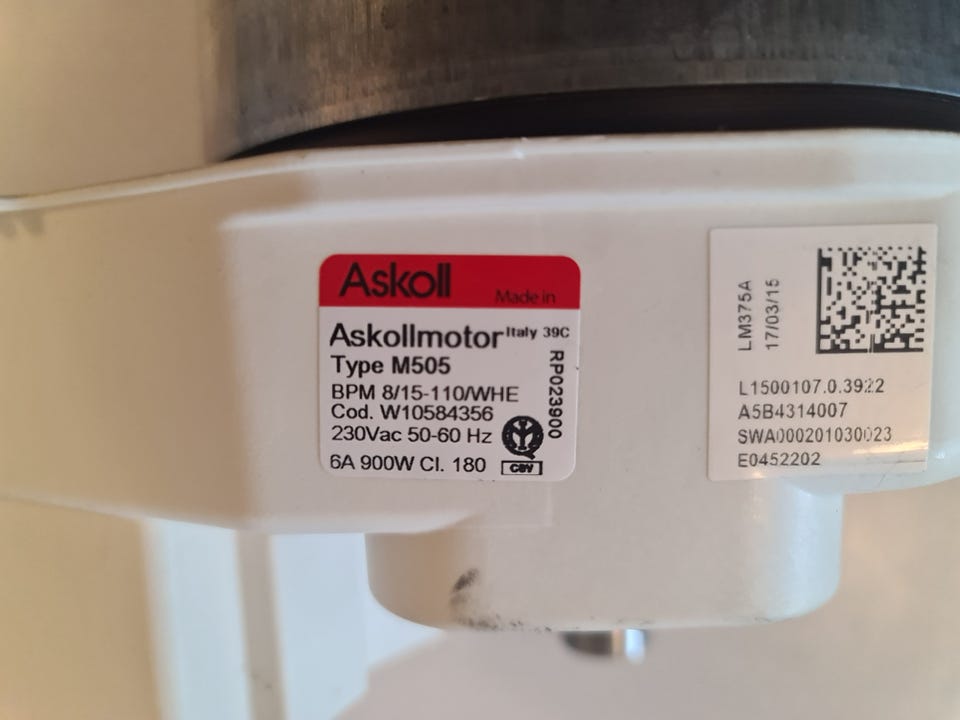 Askoll
Made in
Askollmotor Italy 39C
Type M505
BPM 8/15-110/WHE
Cod. W10584356
230Vac 50-60 Hz
6A 900W Cl. 180
CSV
RP023900
LM375A
17/03/15
L1500107.0.3922
A5B4314007
SWA000201030023
E0452202